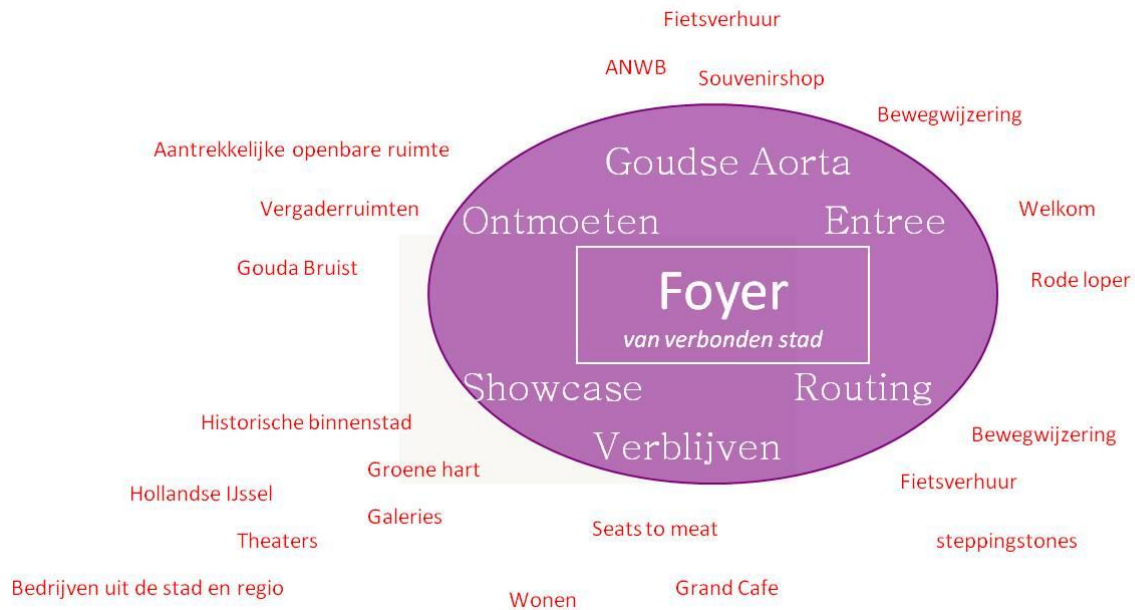 Fietsverhuur
ANWB
Souvenirshop
Bewegwijzering
Aantrekkelijke openbare ruimte
Goudse Aorta
Vergaderruimten
Ontmoeten
Entree
Welkom
Gouda Bruist
Foyer
Rode loper
van verbonden stad
Showcase
Routing
Historische binnenstad
Verblijven
Bewegwijzering
Groene hart
Fietsverhuur
Hollandse IJssel
Galeries
Seats to meat
Theaters
steppingstones
Bedrijven uit de stad en regio
Wonen
Grand Cafe